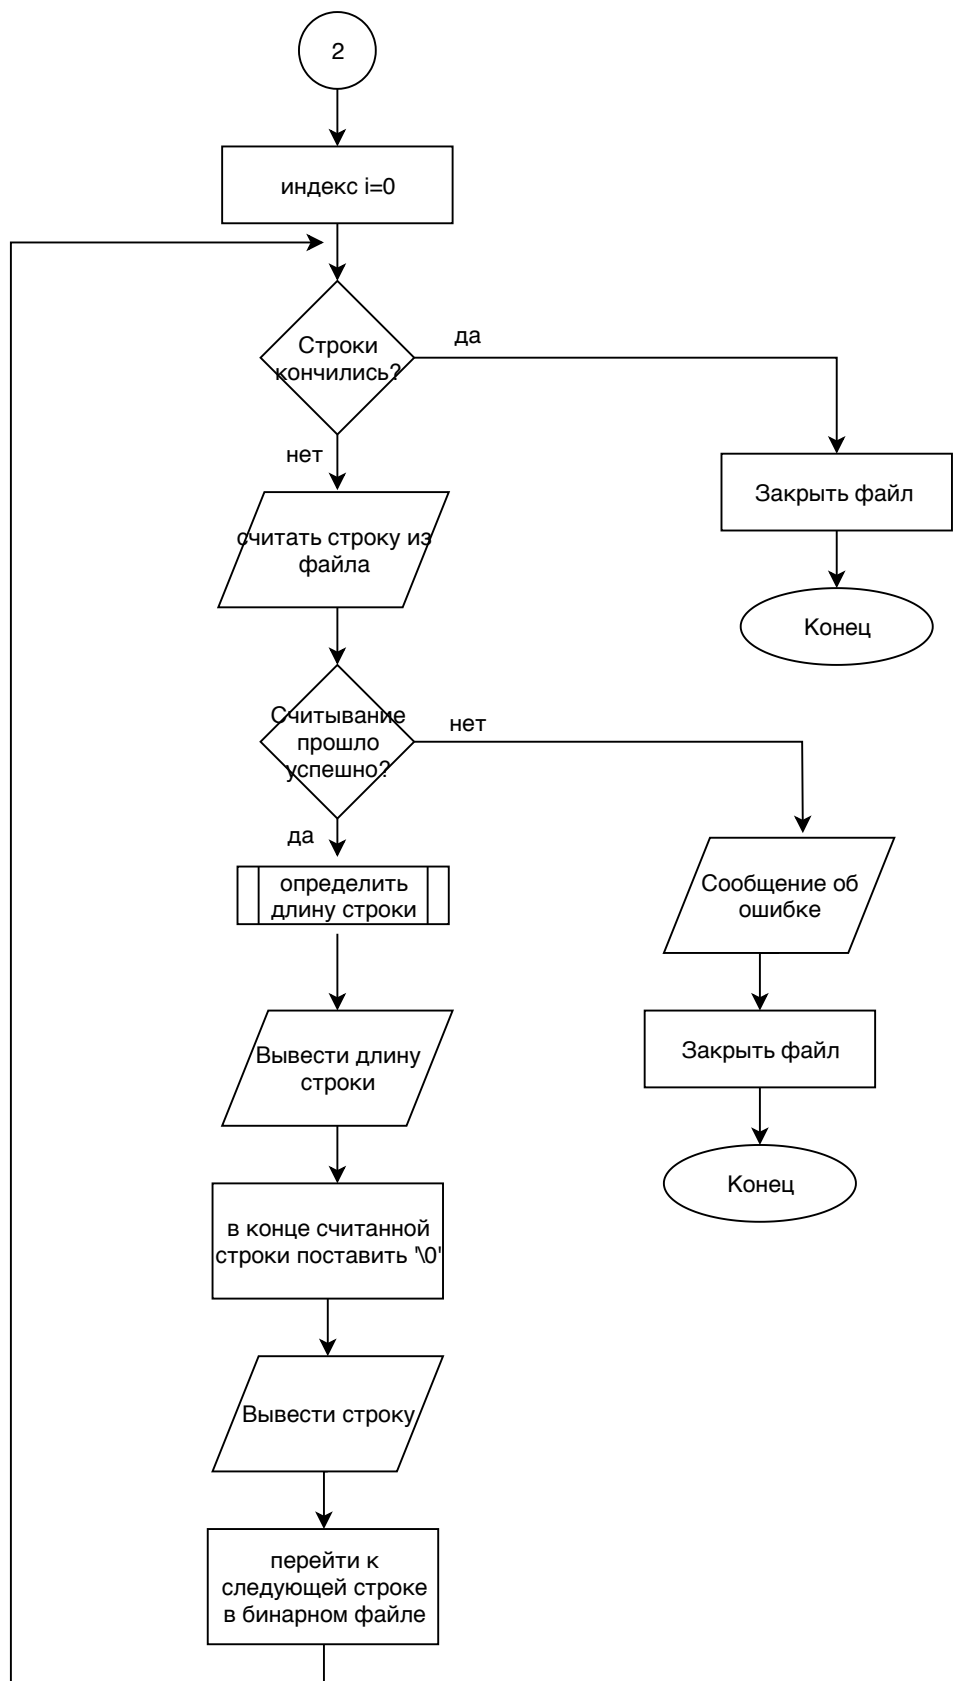 2
индекс i=0
Строки
кончились?
да
нет
Закрыть файл
считать строку из
файла
Конец
Считывание
прошло
успешно?
нет
да
определить
длину строки
Сообщение об
ошибке
Вывести длину
строки
Закрыть файл
Конец
в конце считанной
строки поставить '\0'
Вывести строку
перейти к
следующей строке
в бинарном файле